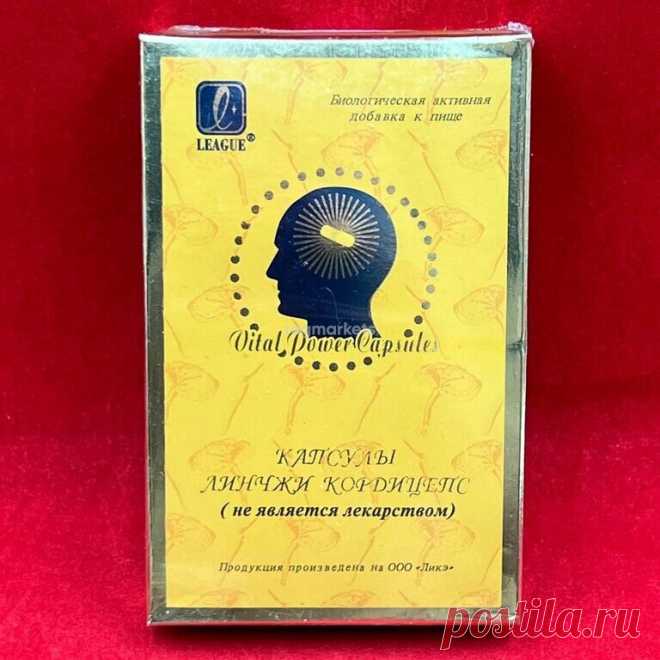 LEAGUE®
Биологическая активная
добавка к пище
Vital Power Capsules
КАПСУЛЫ
ЛИНЧЖИ КОРДИЦЕПС
( не является лекарством)
Продукция произведена на ООО «Ликэ»
postila.ru